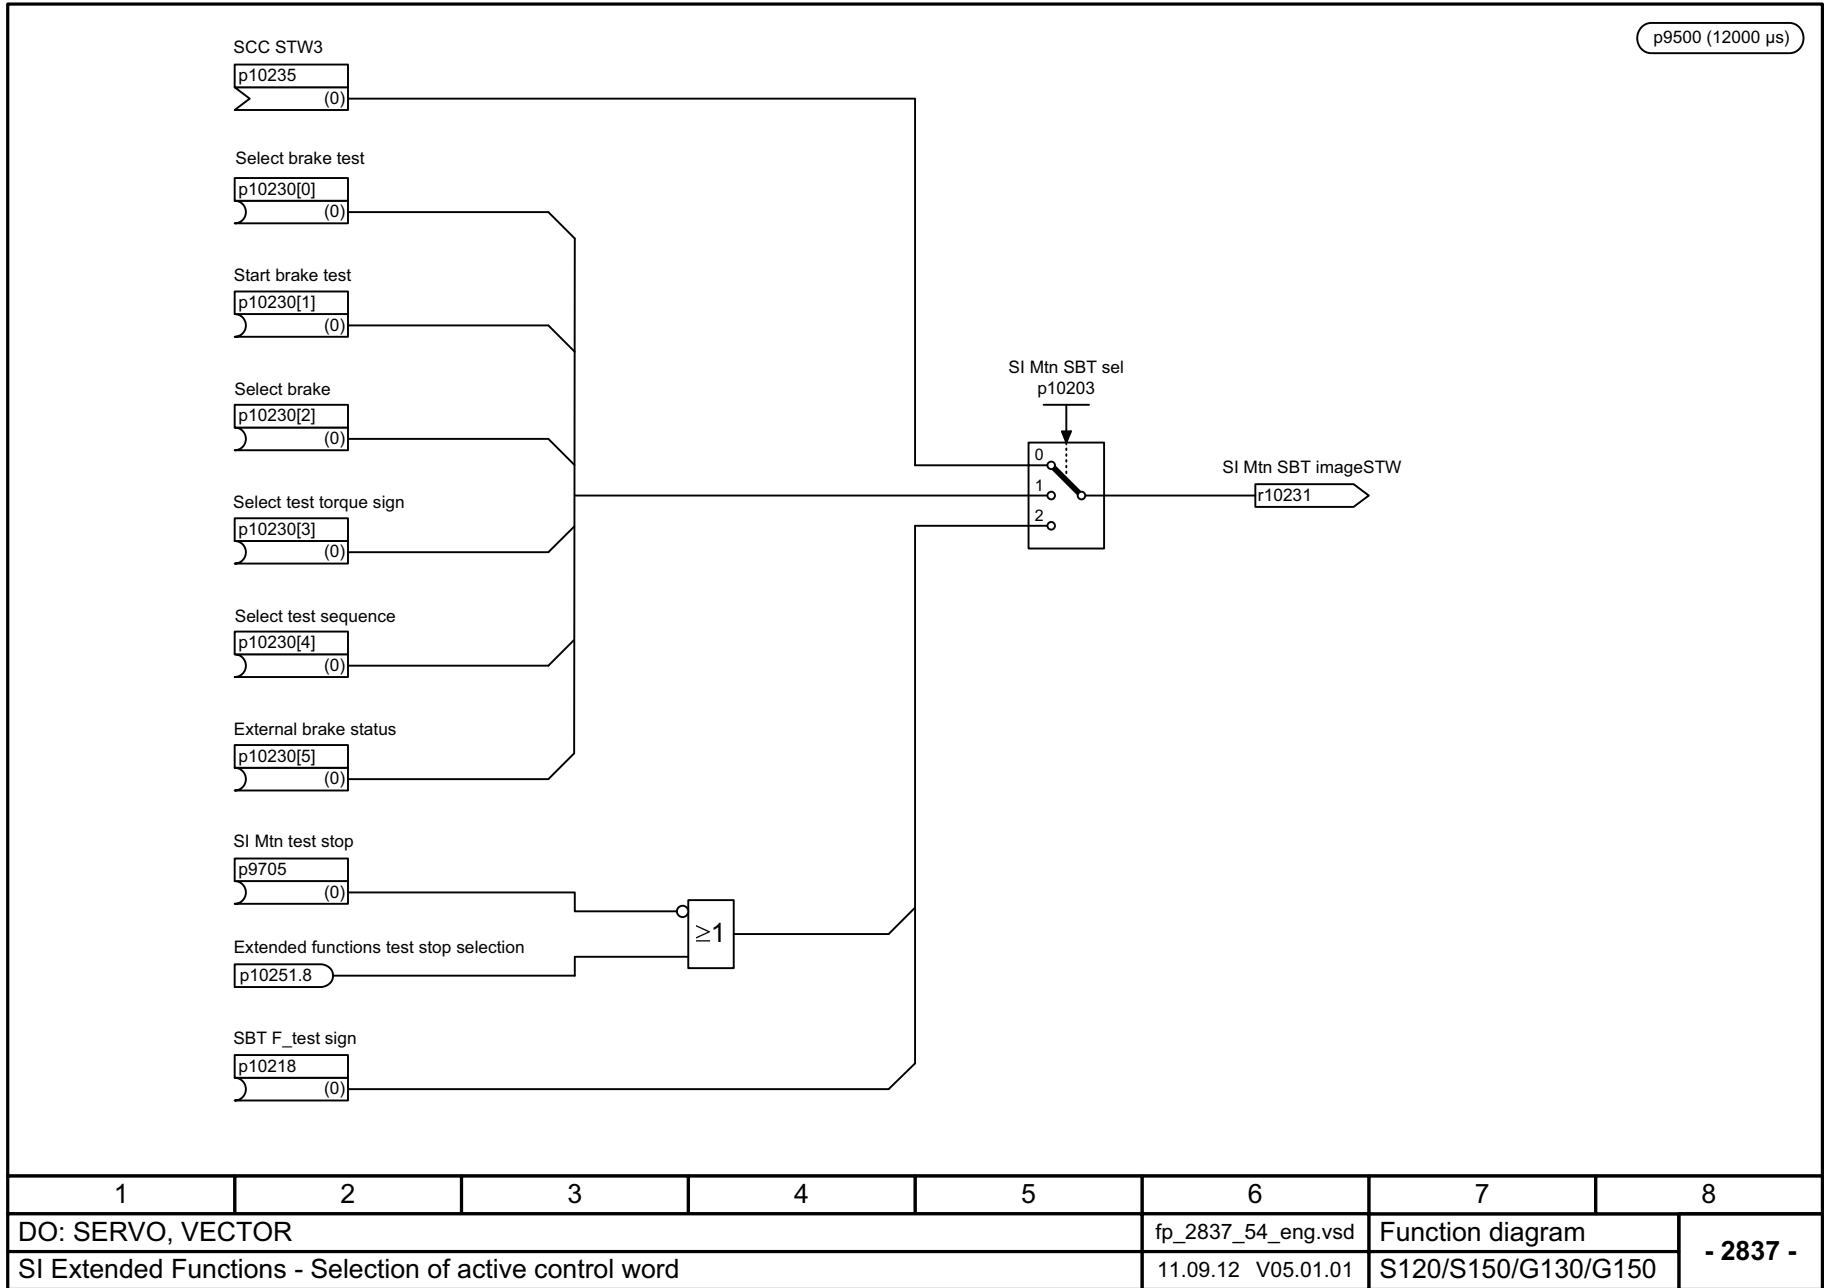 p9500 (12000 µs)
SCC STW3
p10235
(0)
Select brake test
p10230[0]
(0)
Start brake test
p10230[1]
(0)
Select brake
p10230[2]
(0)
Select test torque sign
p10230[3]
(0)
Select test sequence
p10230[4]
(0)
External brake status
p10230[5]
(0)
SI Mtn test stop
p9705
(0)
Extended functions test stop selection
p10251.8
≥1
SBT F_test sign
p10218
(0)
SI Mtn SBT sel
p10203
0
1
2
SI Mtn SBT imageSTW
r10231
1 2 3 4 5 6 7 8
DO: SERVO, VECTOR fp_2837_54_eng.vsd Function diagram - 2837 -
SI Extended Functions - Selection of active control word 11.09.12 V05.01.01 S120/S150/G130/G150